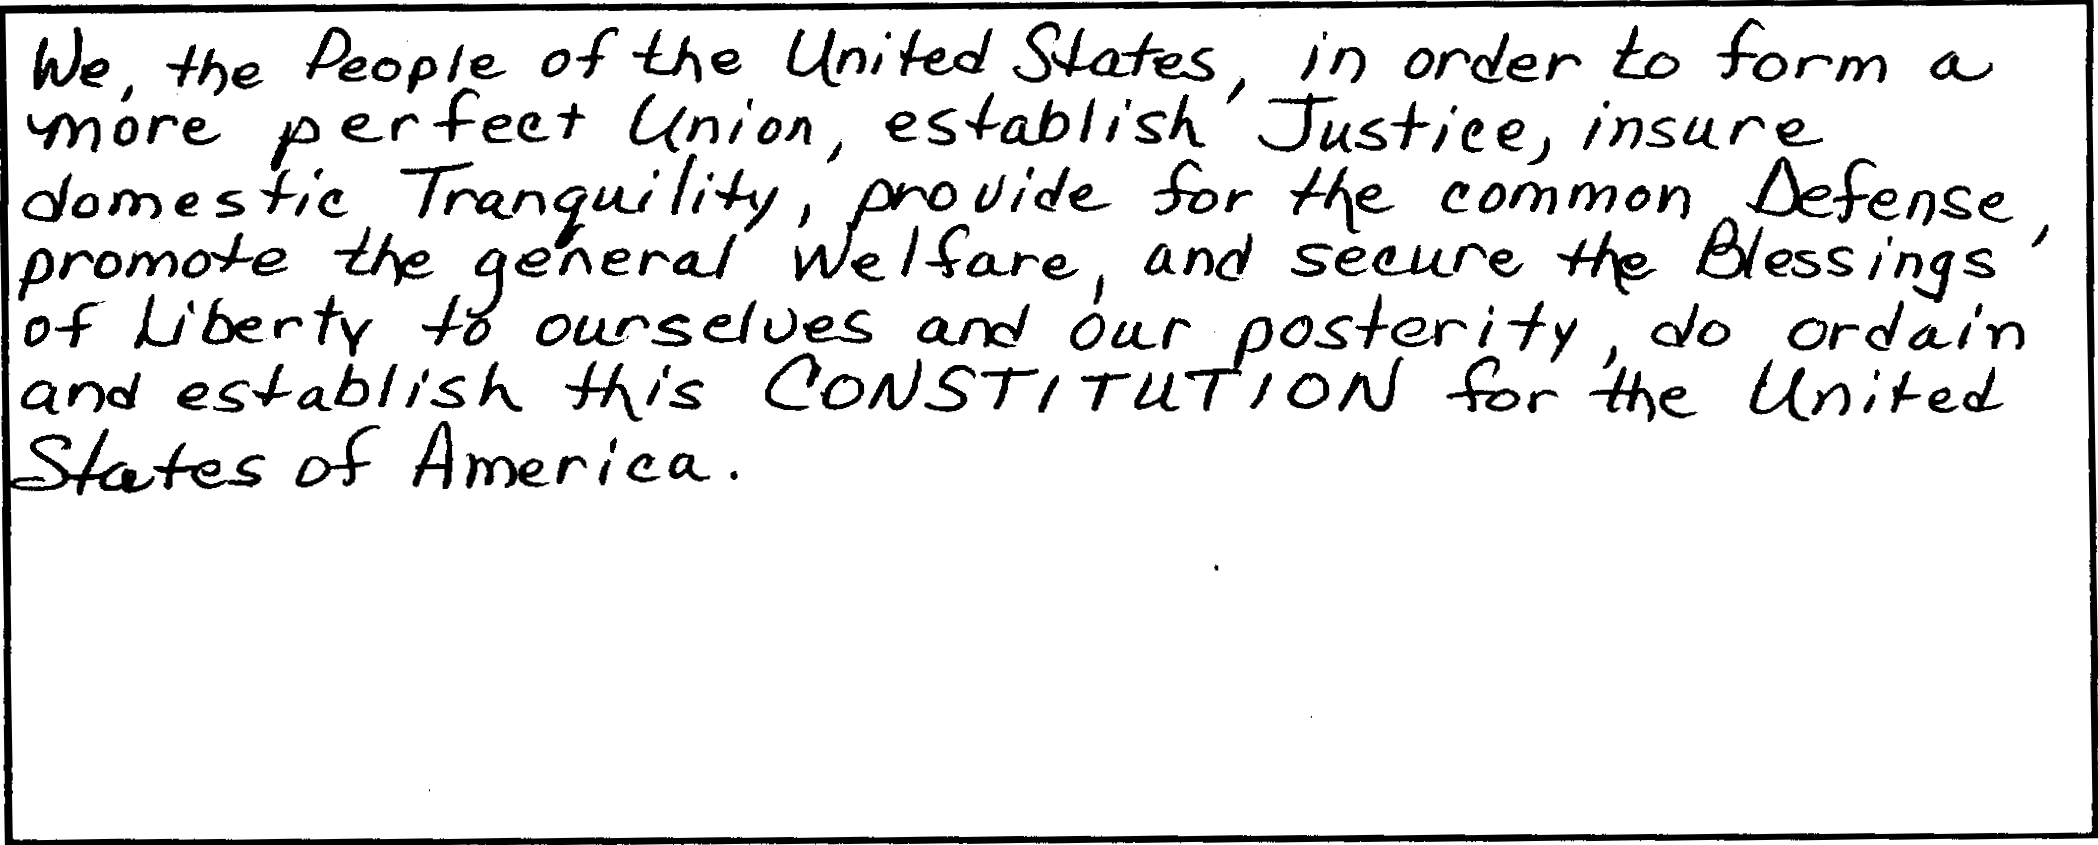 We, the People of the United States, in order to form a
more perfect Union, establish Justice, insure
domestic Tranquility, provide for the common Defense,
promote the general Welfare, and secure the Blessings
of Liberty to ourselves and our posterity, do ordain
and establish this CONSTITUTION for the United
States of America.